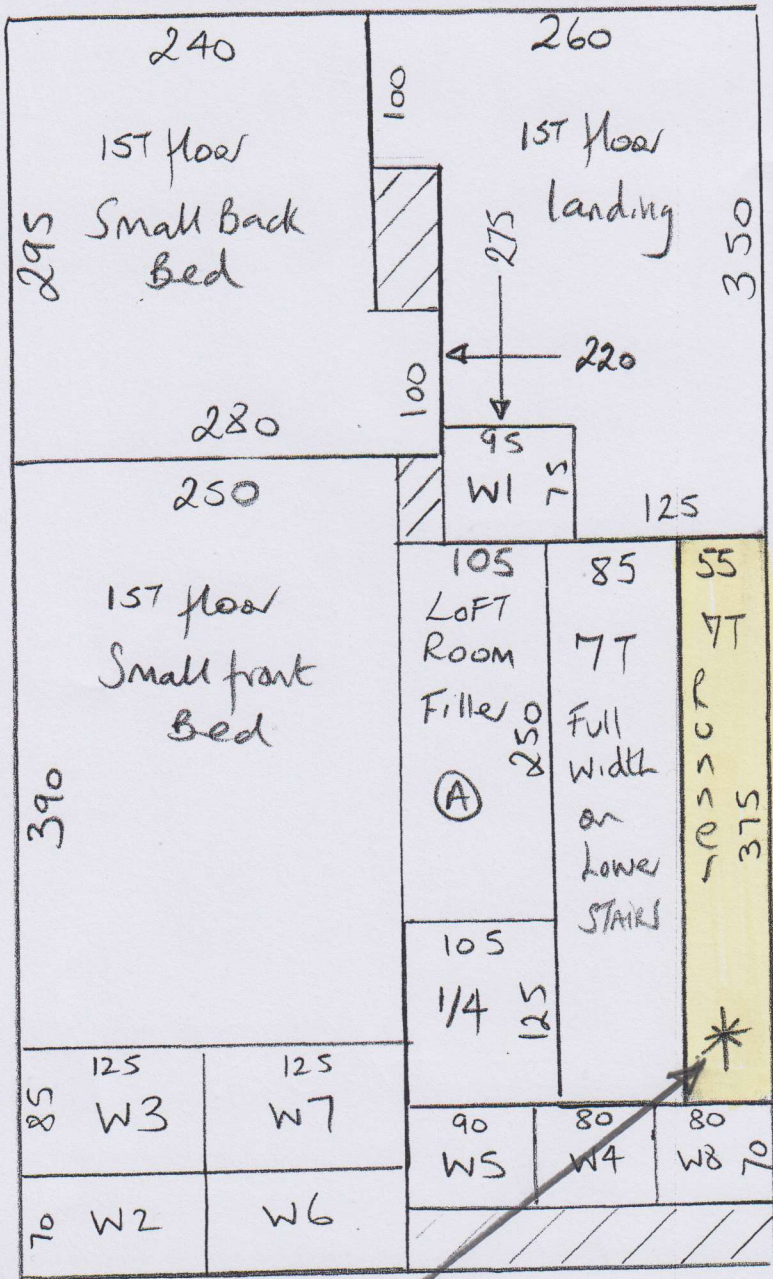 240
1ST floor
Small Back
Bed
295
280
100
100
260
1ST floor
landing
350
275
220
95
W1
75
125
250
1ST floor
Small front
Bed
390
105
LOFT
ROOM
Filler
250
A
105
1/4
125
85
7T
Full
Width
on
Lower
STAIRS
55
7T
Runner
375
*
125
85
W3
125
W7
70
W2
W6
90
W5
80
W4
80
W8
70